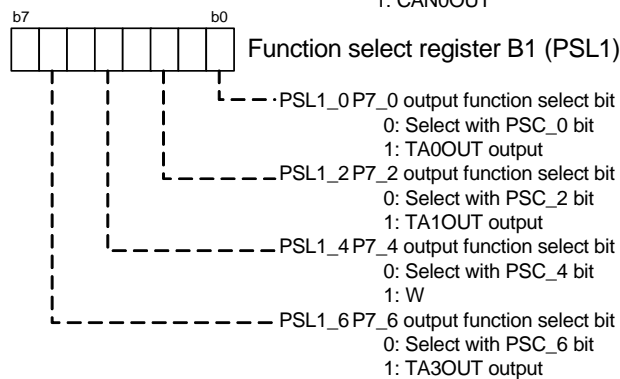 1: CAN0OUT
b7 b0
Function select register B1 (PSL1)
PSL1_0 P7_0 output function select bit
0: Select with PSC_0 bit
1: TA0OUT output
PSL1_2 P7_2 output function select bit
0: Select with PSC_2 bit
1: TA1OUT output
PSL1_4 P7_4 output function select bit
0: Select with PSC_4 bit
1: W
PSL1_6 P7_6 output function select bit
0: Select with PSC_6 bit
1: TA3OUT output